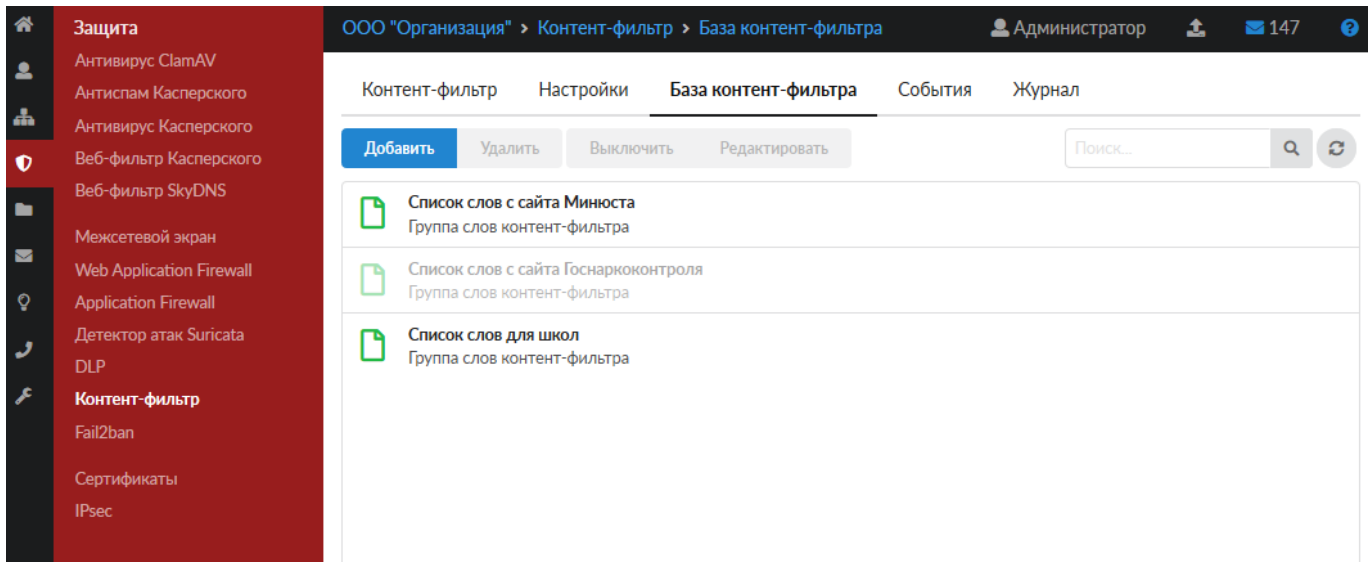 Защита
Антивирус ClamAV
Антиспам Касперского
Антивирус Касперского
Веб-фильтр Касперского
Веб-фильтр SkyDNS
Межсетевой экран
Web Application Firewall
Application Firewall
Детектор атак Suricata
DLP
Контент-фильтр
Fail2ban
Сертификаты
IPsec
ООО "Организация" > Контент-фильтр > База контент-фильтра
Администратор
147
?
Контент-фильтр Настройки База контент-фильтра События Журнал
Добавить Удалить Выключить Редактировать Поиск...
Список слов с сайта Минюста
Группа слов контент-фильтра
Список слов с сайта Госнаркоконтроля
Группа слов контент-фильтра
Список слов для школ
Группа слов контент-фильтра